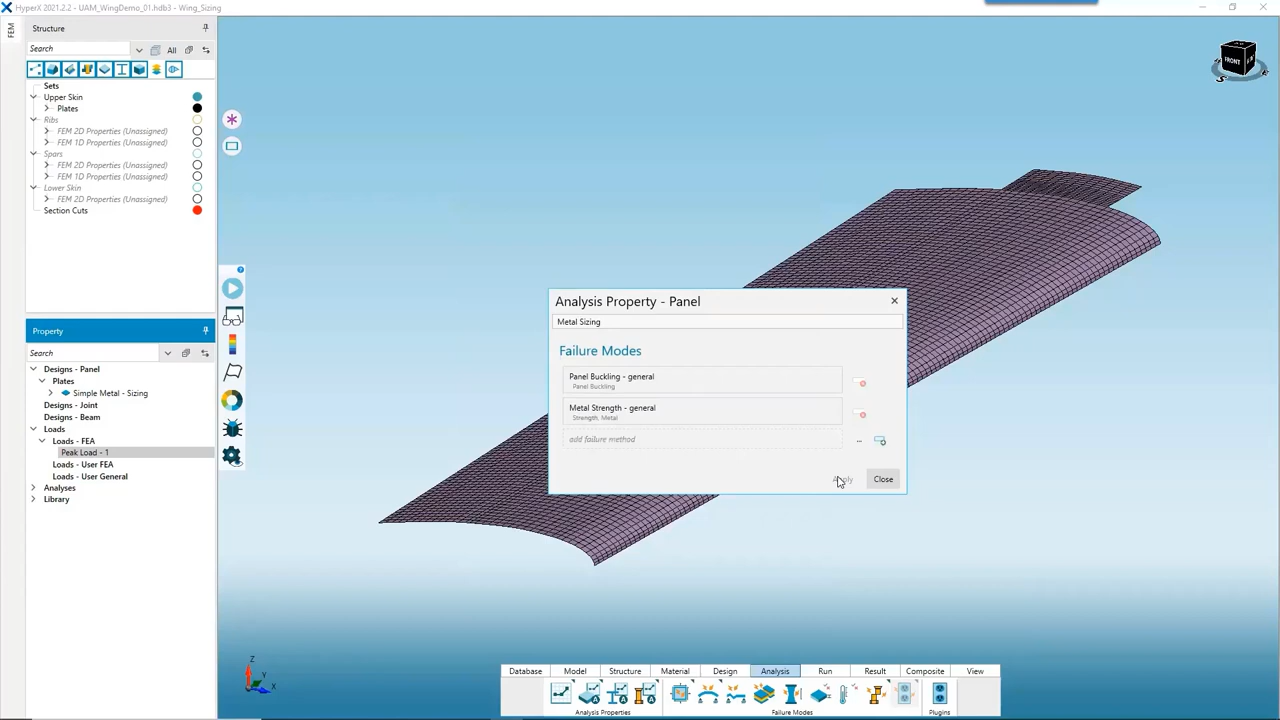 HyperX 2021.2.2 - UAM_WingDemo_01.hdb3 - Wing_Sizing
FEM
Structure
Search
All
Sets
Upper Skin
Plates
Ribs
FEM 2D Properties (Unassigned)
FEM 1D Properties (Unassigned)
Spars
FEM 2D Properties (Unassigned)
FEM 1D Properties (Unassigned)
Lower Skin
FEM 2D Properties (Unassigned)
Section Cuts
Property
Search
Designs - Panel
Plates
Simple Metal - Sizing
Designs - Joint
Designs - Beam
Loads
Loads - FEA
Peak Load - 1
Loads - User FEA
Loads - User General
Analyses
Library
FRONT
Analysis Property - Panel
Metal Sizing
Failure Modes
Panel Buckling - general
Panel Buckling
Metal Strength - general
Strength, Metal
add failure method
...
Apply
Close
Z
Y
X
Database
Model
Structure
Material
Design
Analysis
Run
Result
Composite
View
Analysis Properties
Failure Modes
Plugins